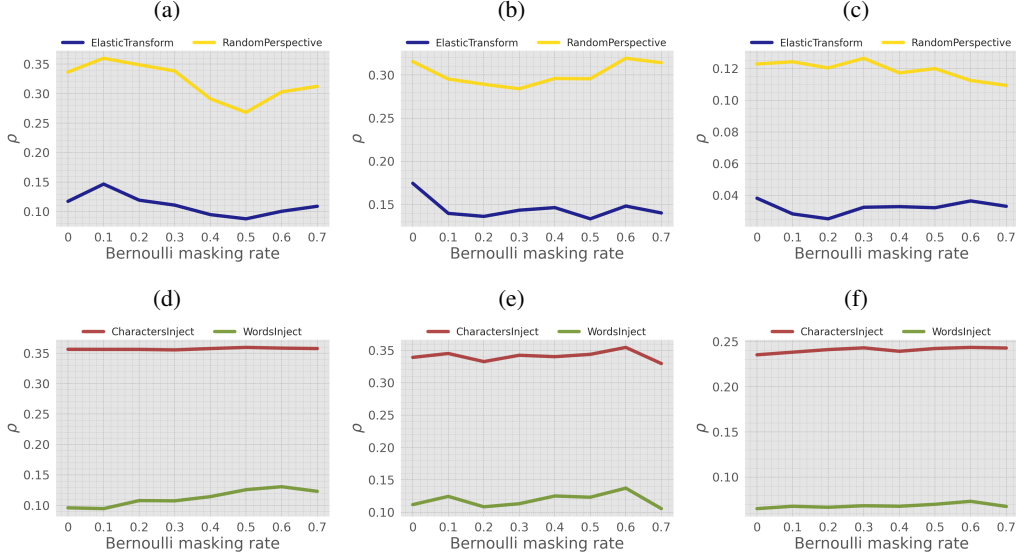 (a) (b) (c)
ElasticTransform RandomPerspective ElasticTransform RandomPerspective ElasticTransform RandomPerspective
0.35
0.30
0.25
0.20
0.15
0.10
ρ
0 0.1 0.2 0.3 0.4 0.5 0.6 0.7
Bernoulli masking rate
0.30
0.25
0.20
0.15
ρ
0 0.1 0.2 0.3 0.4 0.5 0.6 0.7
Bernoulli masking rate
0.12
0.10
0.08
0.06
0.04
ρ
0 0.1 0.2 0.3 0.4 0.5 0.6 0.7
Bernoulli masking rate
(d) (e) (f)
CharactersInject WordsInject CharactersInject WordsInject CharactersInject WordsInject
0.35
0.30
0.25
0.20
0.15
0.10
ρ
0 0.1 0.2 0.3 0.4 0.5 0.6 0.7
Bernoulli masking rate
0.35
0.30
0.25
0.20
0.15
0.10
ρ
0 0.1 0.2 0.3 0.4 0.5 0.6 0.7
Bernoulli masking rate
0.25
0.20
0.15
0.10
ρ
0 0.1 0.2 0.3 0.4 0.5 0.6 0.7
Bernoulli masking rate